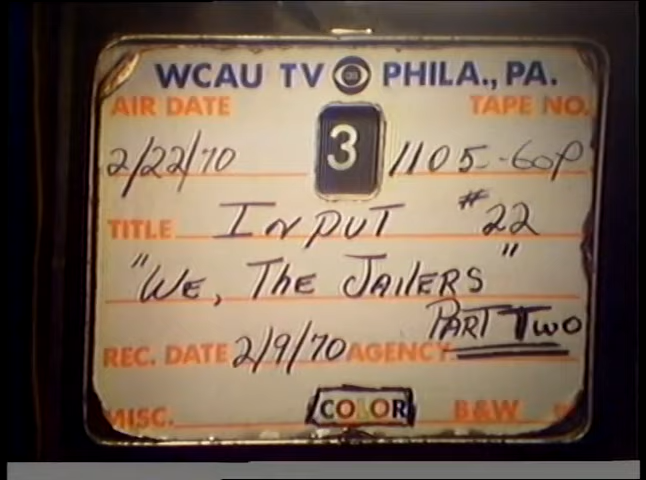 WCAU TV CBS PHILA., PA.
AIR DATE TAPE NO.
2/22/70 3 1105-60P
TITLE INPUT #22
"WE, THE JAILERS"
PART TWO
REC. DATE 2/9/70 AGENCY
MISC. COLOR B&W